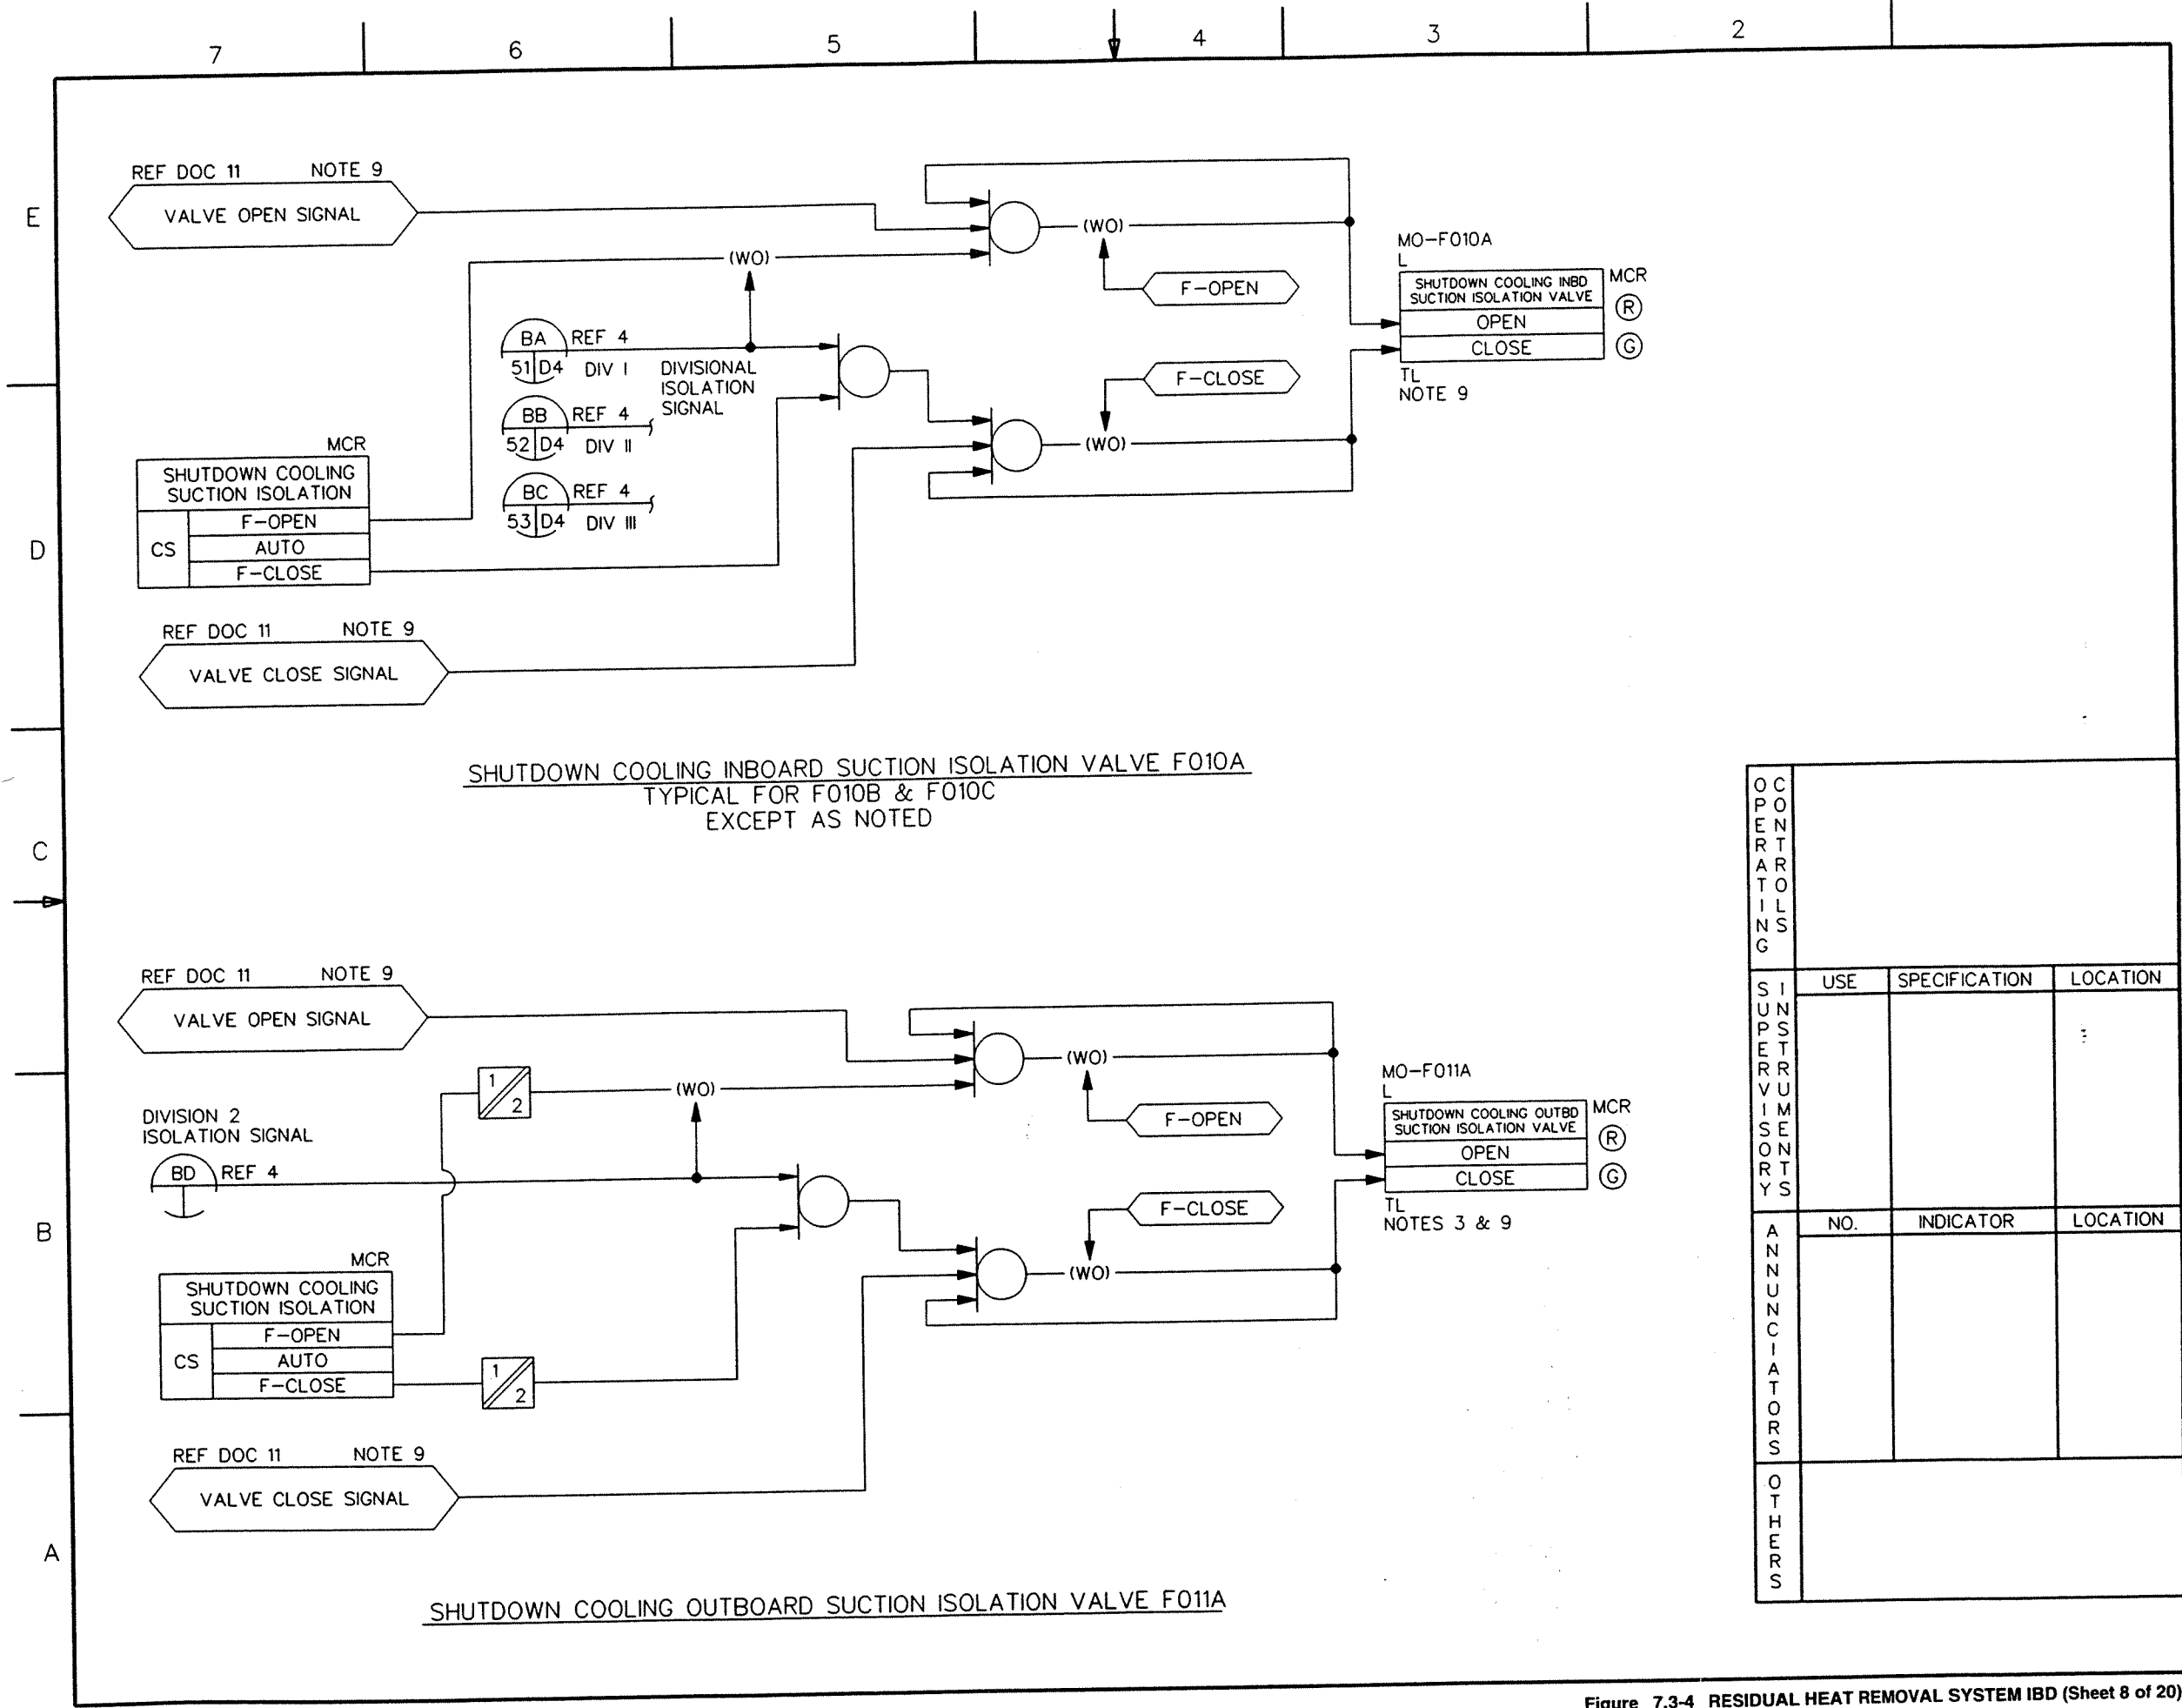 7 6 5 4 3 2
E
REF DOC 11 NOTE 9
VALVE OPEN SIGNAL
(WO)
(WO)
F-OPEN
MO-F010A
L
SHUTDOWN COOLING INBD
SUCTION ISOLATION VALVE
MCR
OPEN
R
CLOSE
G
TL
NOTE 9
BA REF 4
51 D4 DIV I
DIVISIONAL
ISOLATION
SIGNAL
F-CLOSE
BB REF 4
52 D4 DIV II
(WO)
BC REF 4
53 D4 DIV III
D
MCR
SHUTDOWN COOLING
SUCTION ISOLATION
CS
F-OPEN
AUTO
F-CLOSE
REF DOC 11 NOTE 9
VALVE CLOSE SIGNAL
SHUTDOWN COOLING INBOARD SUCTION ISOLATION VALVE F010A
TYPICAL FOR F010B & F010C
EXCEPT AS NOTED
C
REF DOC 11 NOTE 9
VALVE OPEN SIGNAL
1/2
(WO)
(WO)
F-OPEN
MO-F011A
L
SHUTDOWN COOLING OUTBD
SUCTION ISOLATION VALVE
MCR
OPEN
R
CLOSE
G
TL
NOTES 3 & 9
DIVISION 2
ISOLATION SIGNAL
BD REF 4
F-CLOSE
(WO)
B
MCR
SHUTDOWN COOLING
SUCTION ISOLATION
CS
F-OPEN
AUTO
F-CLOSE
1/2
REF DOC 11 NOTE 9
VALVE CLOSE SIGNAL
A
SHUTDOWN COOLING OUTBOARD SUCTION ISOLATION VALVE F011A
OPERATING CONTROLS
SUPERVISORY INSTRUMENTS
USE SPECIFICATION LOCATION
ANNUNCIATORS
NO. INDICATOR LOCATION
OTHERS
Figure 7.3-4 RESIDUAL HEAT REMOVAL SYSTEM IBD (Sheet 8 of 20)